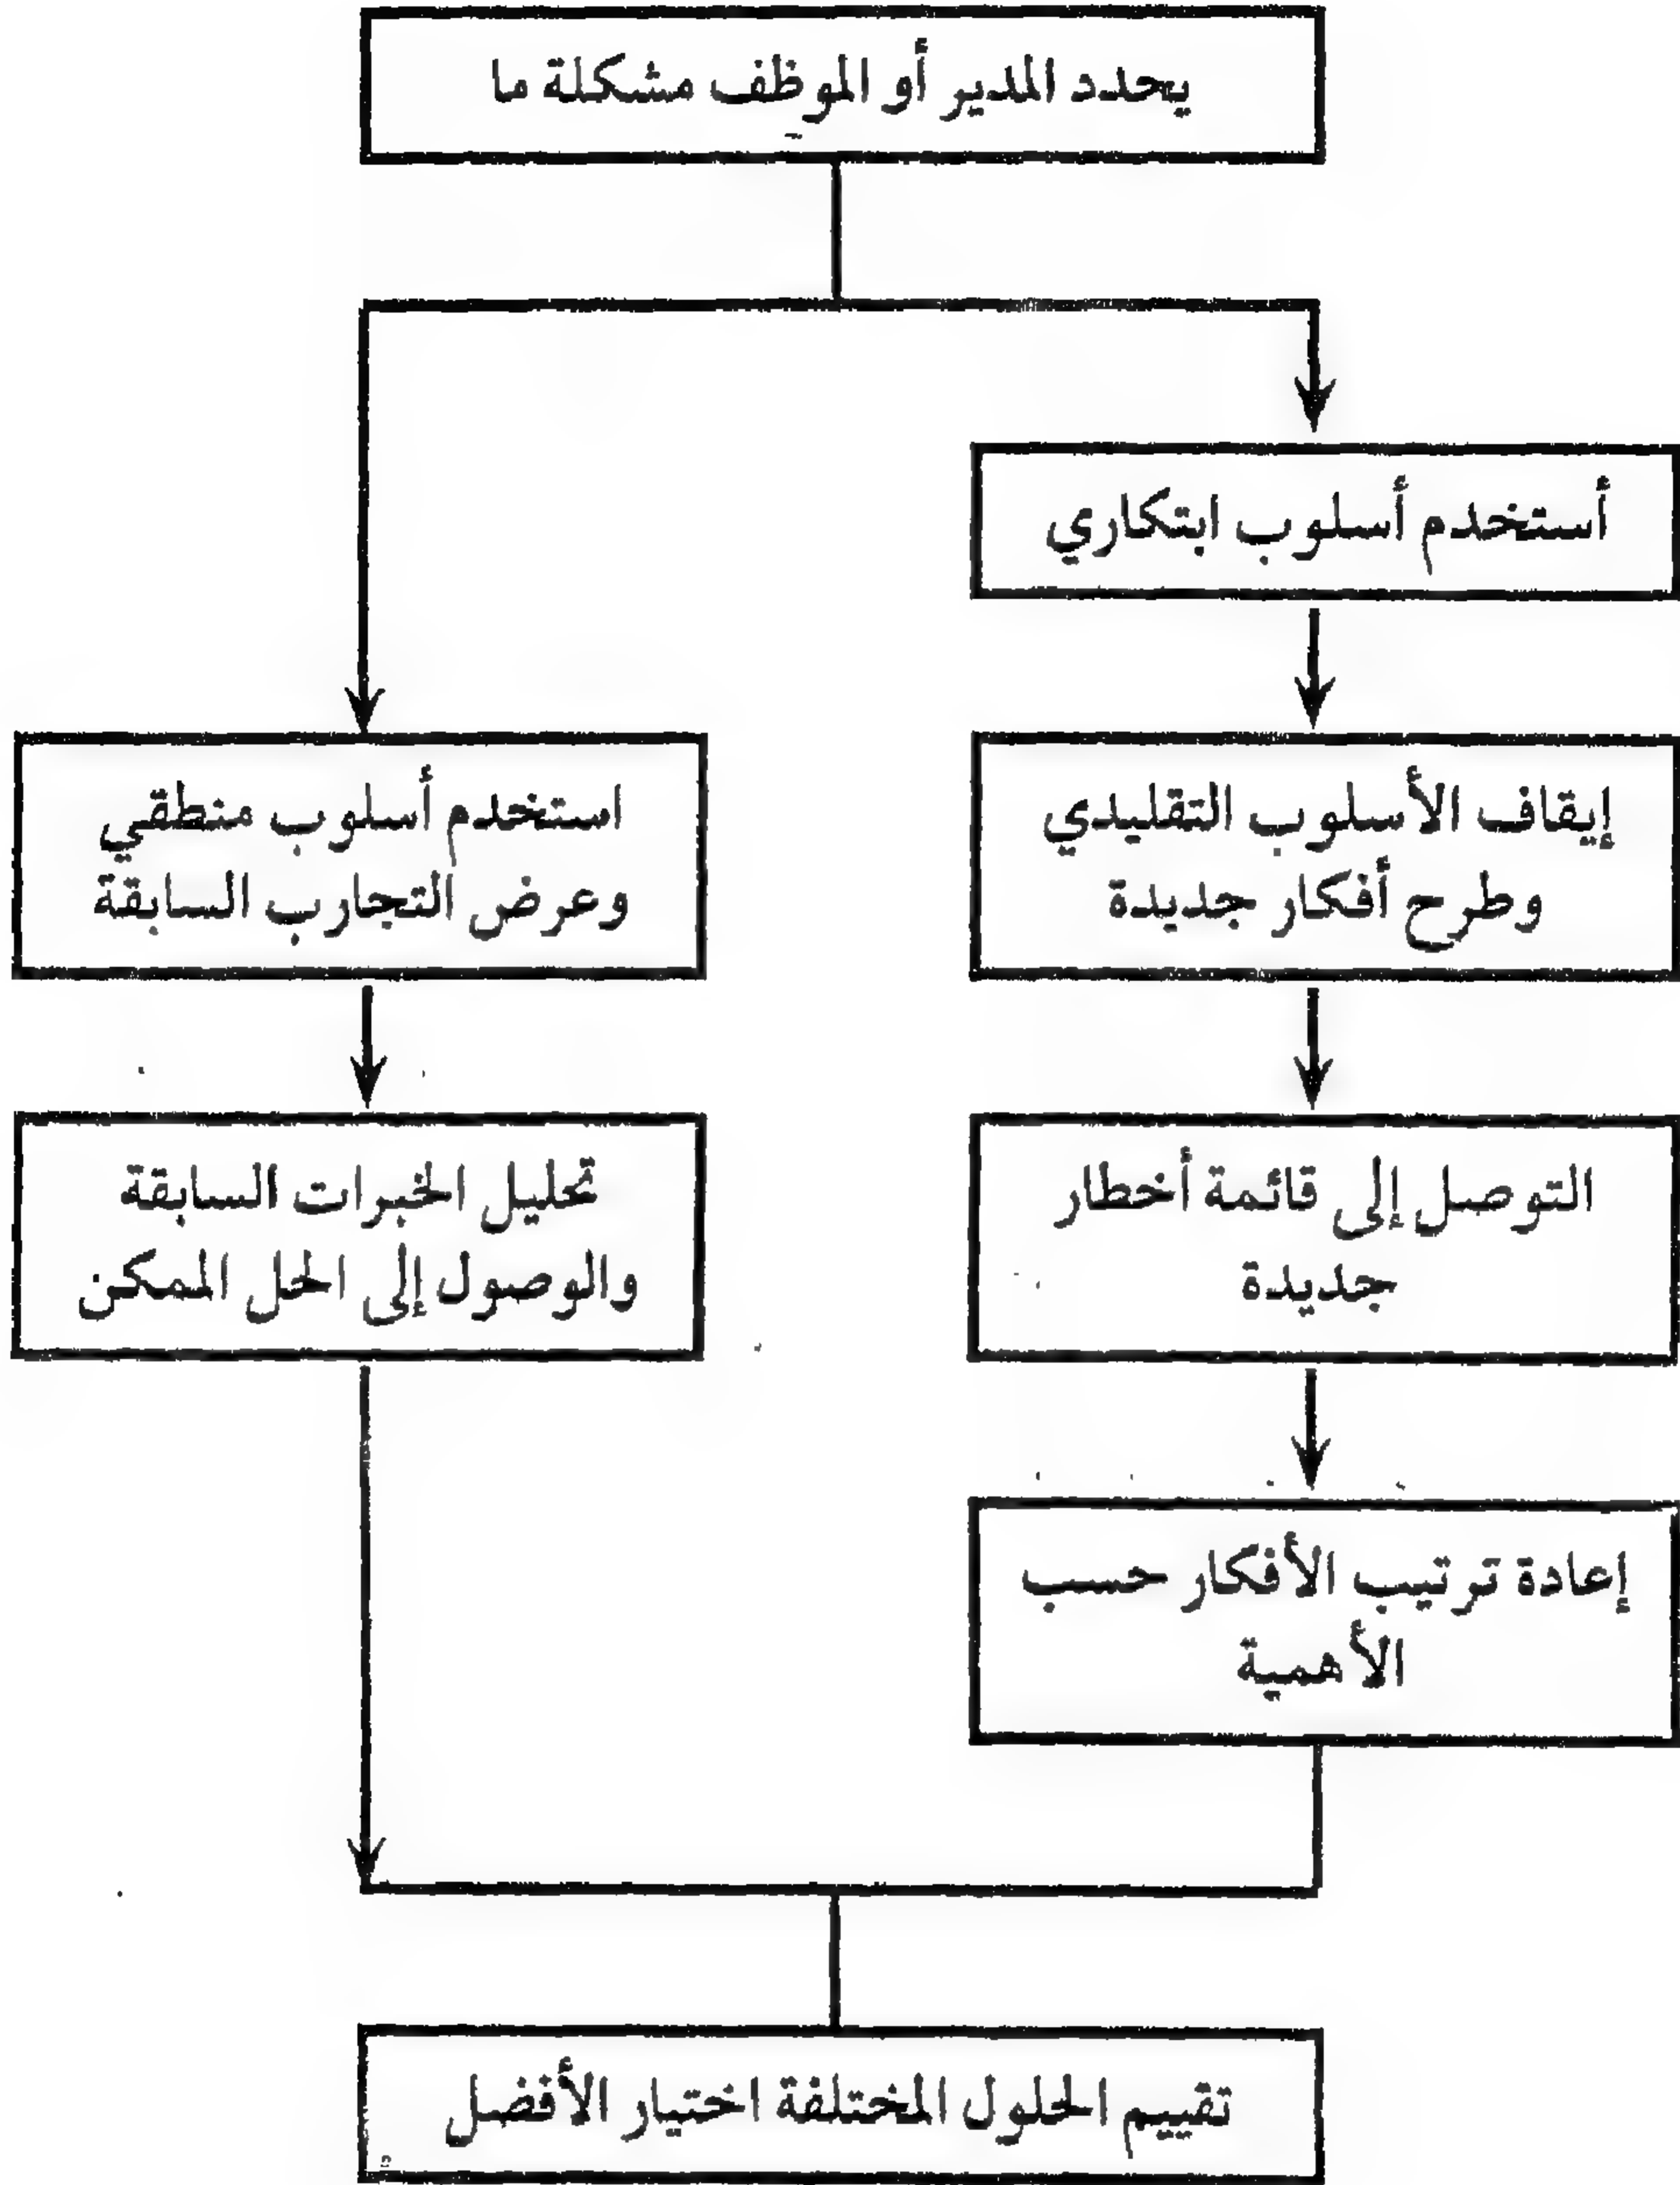 يحدد المدير أو الموظف مشكلة ما
أستخدم أسلوب ابتكاري
إيقاف الأسلوب التقليدي
وطرح أفكار جديدة
التوصل إلى قائمة أخطار
جديدة
إعادة ترتيب الأفكار حسب
الأهمية
استخدم أسلوب منطقي
وعرض التجارب السابقة
تحليل الخبرات السابقة
والوصول إلى الحل الممكن
تقييم الحلول المختلفة اختيار الأفضل